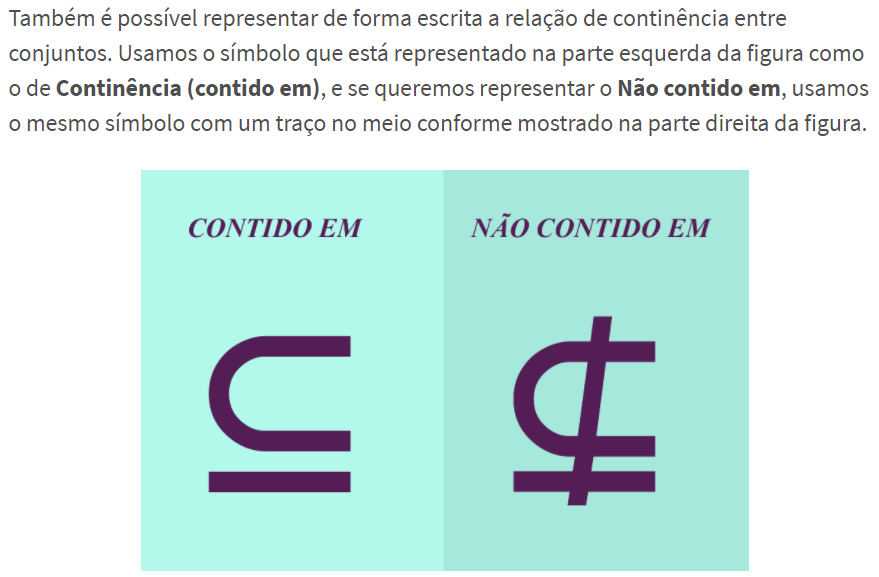 Também é possível representar de forma escrita a relação de continência entre
conjuntos. Usamos o símbolo que está representado na parte esquerda da figura como
o de Continência (contido em), e se queremos representar o Não contido em, usamos
o mesmo símbolo com um traço no meio conforme mostrado na parte direita da figura.
CONTIDO EM
NÃO CONTIDO EM
⊆
⊈